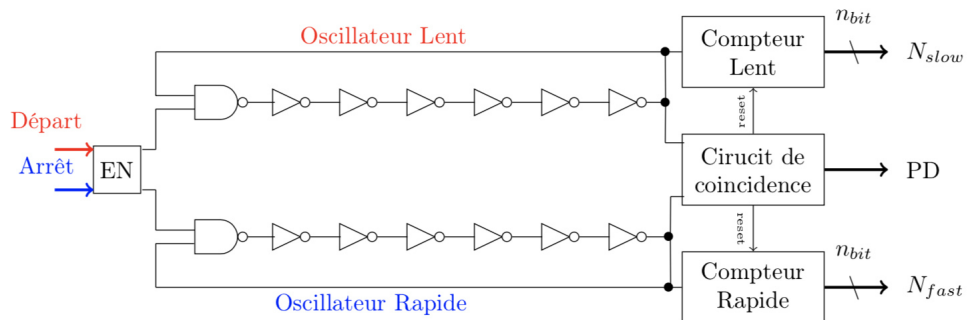 Oscillateur Lent
Compteur
Lent
n_bit
N_slow
reset
Départ
Arrêt
EN
Cirucit de
coincidence
PD
reset
Oscillateur Rapide
Compteur
Rapide
n_bit
N_fast